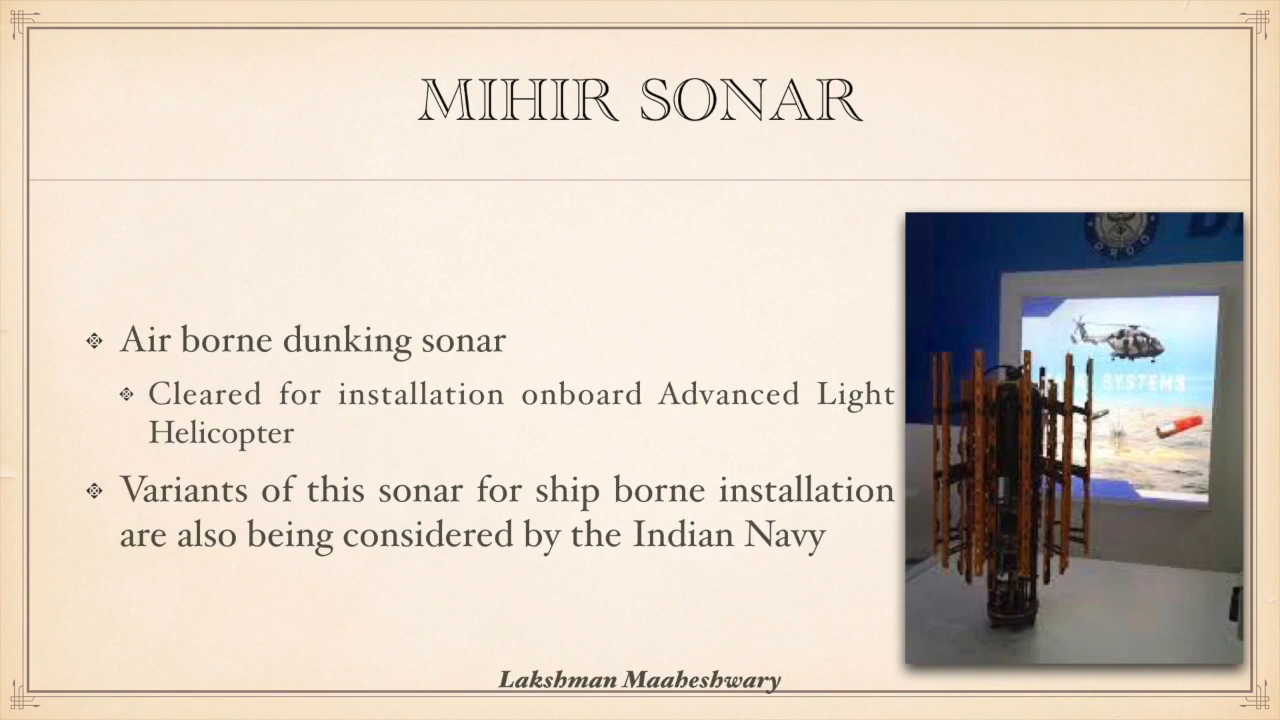 MIHIR SONAR
Air borne dunking sonar
Cleared for installation onboard Advanced Light
Helicopter
Variants of this sonar for ship borne installation
are also being considered by the Indian Navy
SYSTEMS
Lakshman Maaheshwary